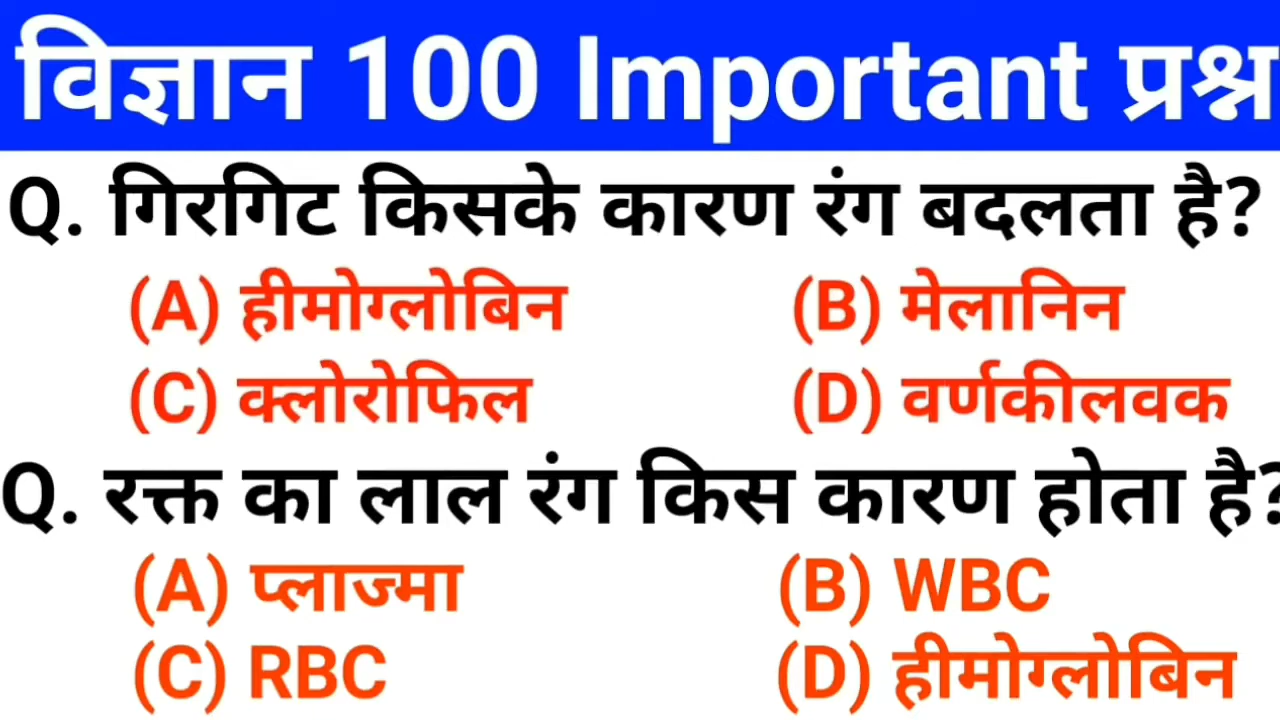 विज्ञान 100 Important प्रश्न
Q. गिरगिट किसके कारण रंग बदलता है?
(A) हीमोग्लोबिन (B) मेलानिन
(C) क्लोरोफिल (D) वर्णकीलवक
Q. रक्त का लाल रंग किस कारण होता है?
(A) प्लाज्मा (B) WBC
(C) RBC (D) हीमोग्लोबिन